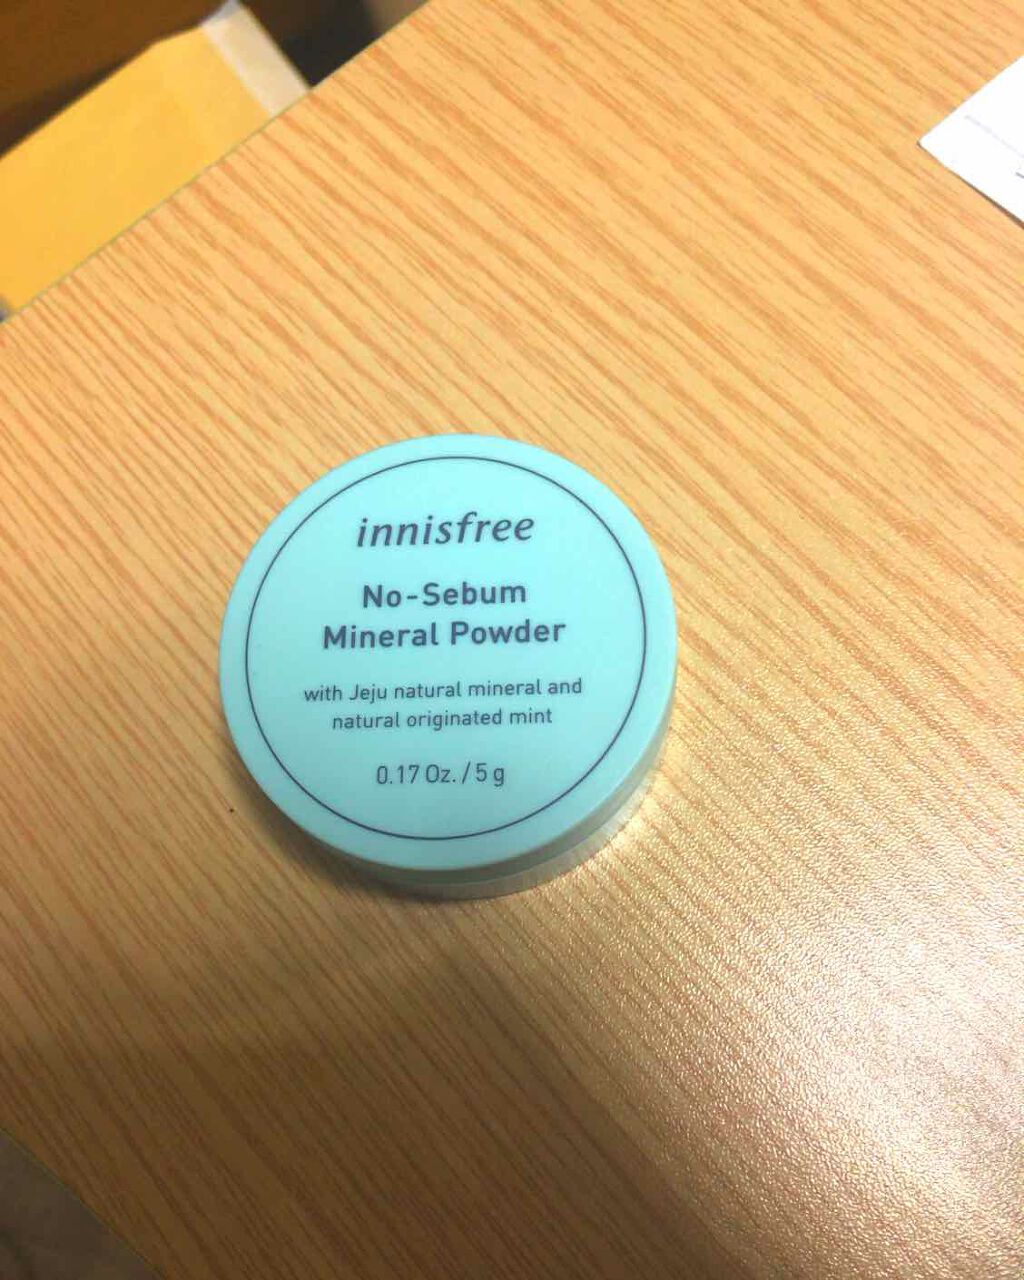 innisfree
No-Sebum
Mineral Powder
with Jeju natural mineral and
natural originated mint
0.17 Oz. / 5 g